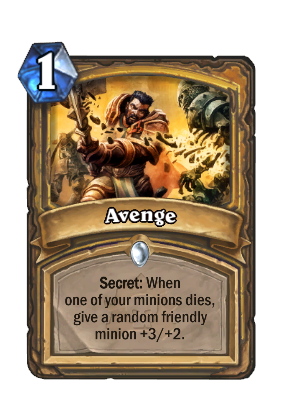 1
Avenge
Secret: When
one of your minions dies,
give a random friendly
minion +3/+2.